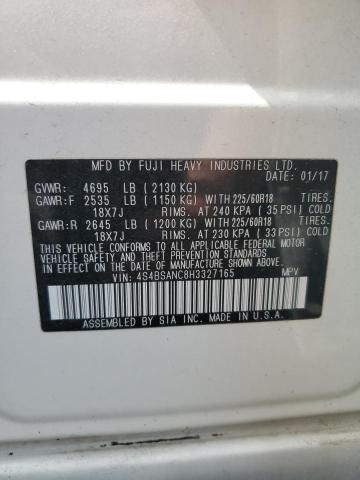 MFD BY FUJI HEAVY INDUSTRIES LTD.
DATE: 01/17
GVWR: 4695 LB (2130 KG)
GAWR:F 2535 LB (1150 KG) WITH 225/60R18 TIRES.
18X7J RIMS. AT 240 KPA (35 PSI) COLD
GAWR:R 2645 LB (1200 KG) WITH 225/60R18 TIRES.
18X7J RIMS. AT 230 KPA (33 PSI) COLD
THIS VEHICLE CONFORMS TO ALL APPLICABLE FEDERAL MOTOR
VEHICLE SAFETY AND THEFT PREVENTION STANDARDS IN EFFECT
ON THE DATE OF MANUFACTURE SHOWN ABOVE.
VIN: 4S4BSANC8H3327165 MPV
ASSEMBLED BY SIA INC. MADE IN U.S.A.